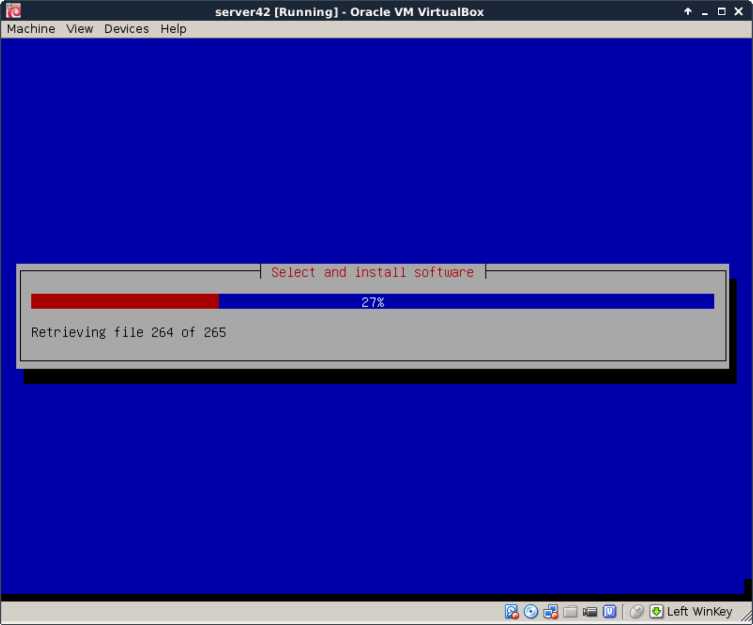 server42 [Running] - Oracle VM VirtualBox
Machine View Devices Help
Select and install software
27%
Retrieving file 264 of 265
Left WinKey